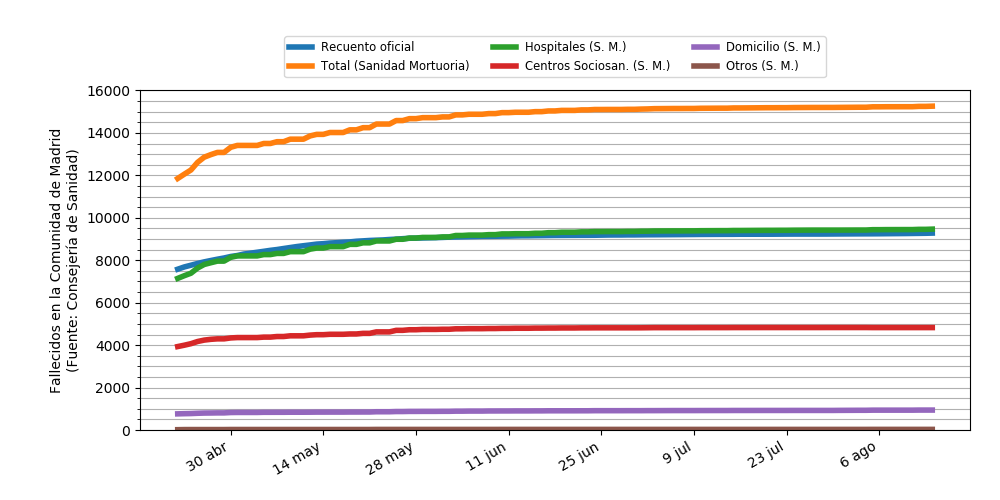 Recuento oficial
Total (Sanidad Mortuoria)
Hospitales (S. M.)
Centros Sociosan. (S. M.)
Domicilio (S. M.)
Otros (S. M.)
Fallecidos en la Comunidad de Madrid
(Fuente: Consejería de Sanidad)
16000
14000
12000
10000
8000
6000
4000
2000
0
30 abr
14 may
28 may
11 jun
25 jun
9 jul
23 jul
6 ago